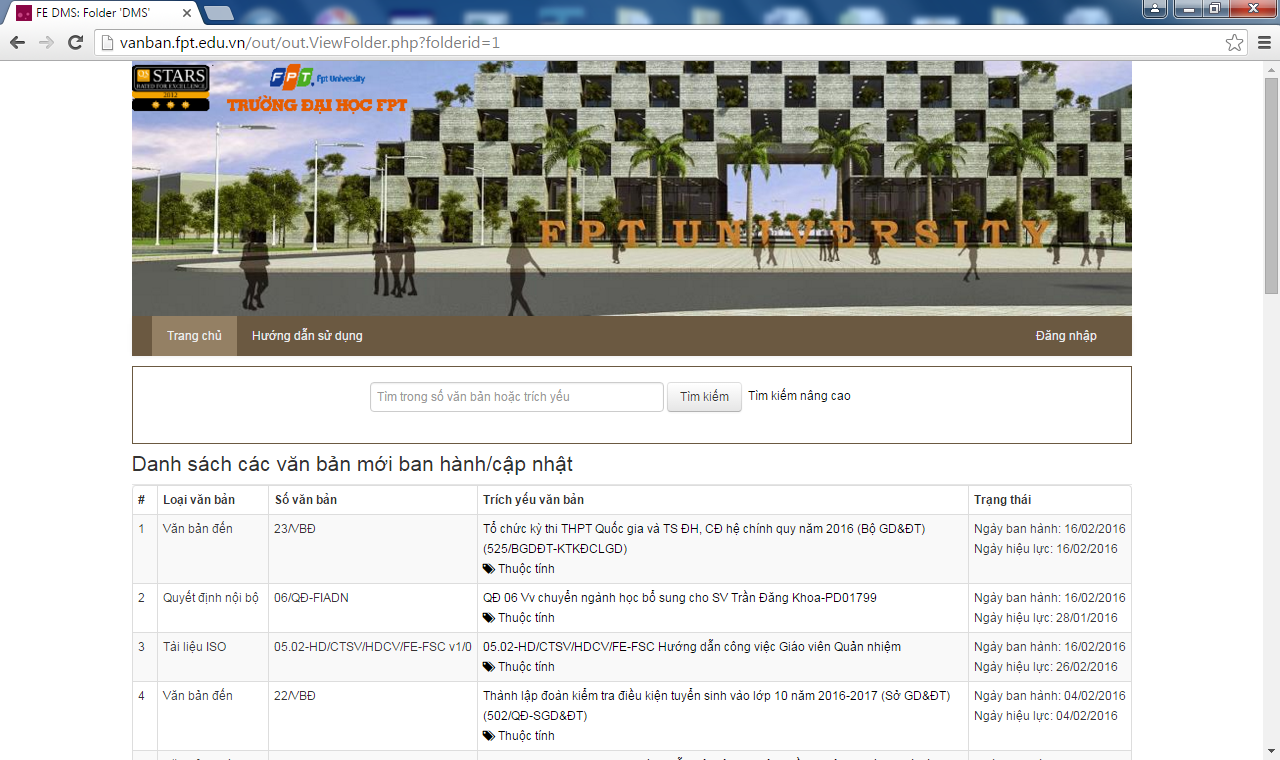 FE DMS: Folder 'DMS'
vanban.fpt.edu.vn/out/out.ViewFolder.php?folderid=1
QS STARS
RATED FOR EXCELLENCE
2012
FPT Fpt University
TRƯỜNG ĐẠI HỌC FPT
FPT UNIVERSITY
Trang chủ Hướng dẫn sử dụng Đăng nhập
Tìm trong số văn bản hoặc trích yếu Tìm kiếm Tìm kiếm nâng cao
Danh sách các văn bản mới ban hành/cập nhật
# Loại văn bản Số văn bản Trích yếu văn bản Trạng thái
1 Văn bản đến 23/VBĐ Tổ chức kỳ thi THPT Quốc gia và TS ĐH, CĐ hệ chính quy năm 2016 (Bộ GD&ĐT) Ngày ban hành: 16/02/2016
(525/BGDĐT-KTKĐCLGD) Ngày hiệu lực: 16/02/2016
Thuộc tính
2 Quyết định nội bộ 06/QĐ-FIADN QĐ 06 Vv chuyển ngành học bổ sung cho SV Trần Đăng Khoa-PD01799 Ngày ban hành: 16/02/2016
Thuộc tính Ngày hiệu lực: 28/01/2016
3 Tài liệu ISO 05.02-HD/CTSV/HDCV/FE-FSC v1/0 05.02-HD/CTSV/HDCV/FE-FSC Hướng dẫn công việc Giáo viên Quản nhiệm Ngày ban hành: 16/02/2016
Thuộc tính Ngày hiệu lực: 26/02/2016
4 Văn bản đến 22/VBĐ Thành lập đoàn kiểm tra điều kiện tuyển sinh vào lớp 10 năm 2016-2017 (Sở GD&ĐT) Ngày ban hành: 04/02/2016
(502/QĐ-SGD&ĐT) Ngày hiệu lực: 04/02/2016
Thuộc tính